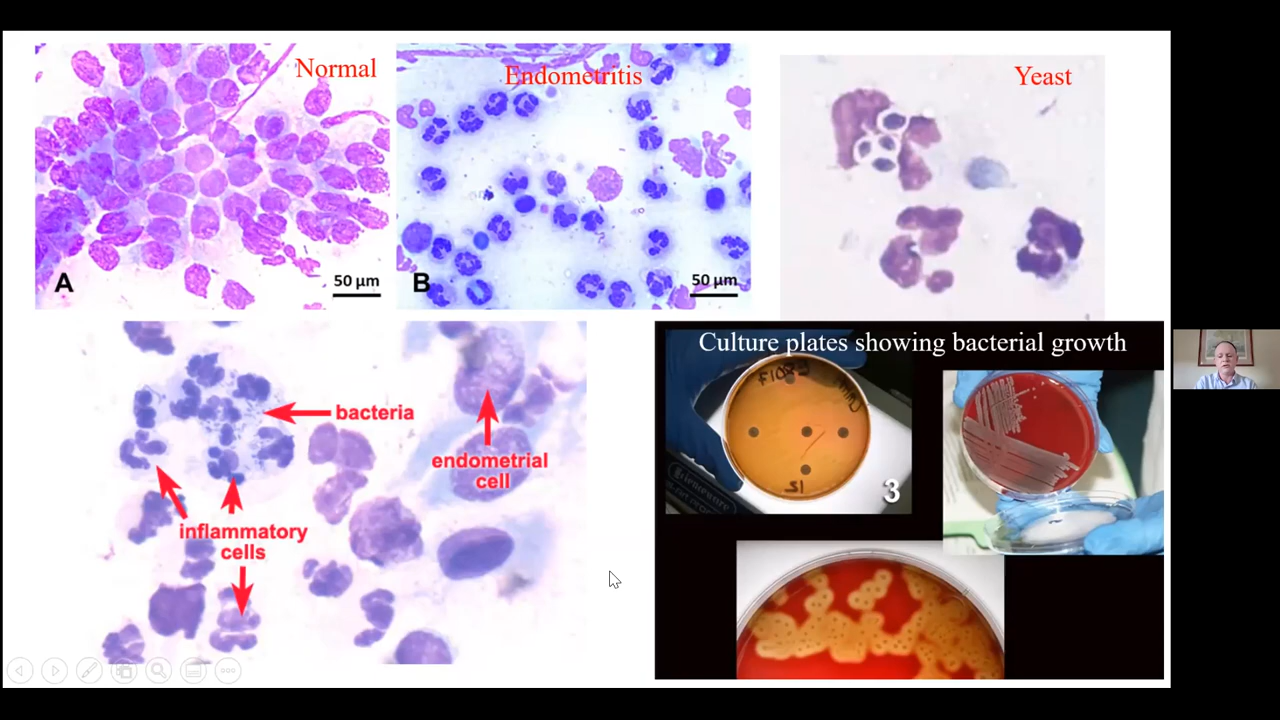 Normal
A
50 µm
Endometritis
B
50 µm
Yeast
bacteria
endometrial
cell
inflammatory
cells
Culture plates showing bacterial growth
3